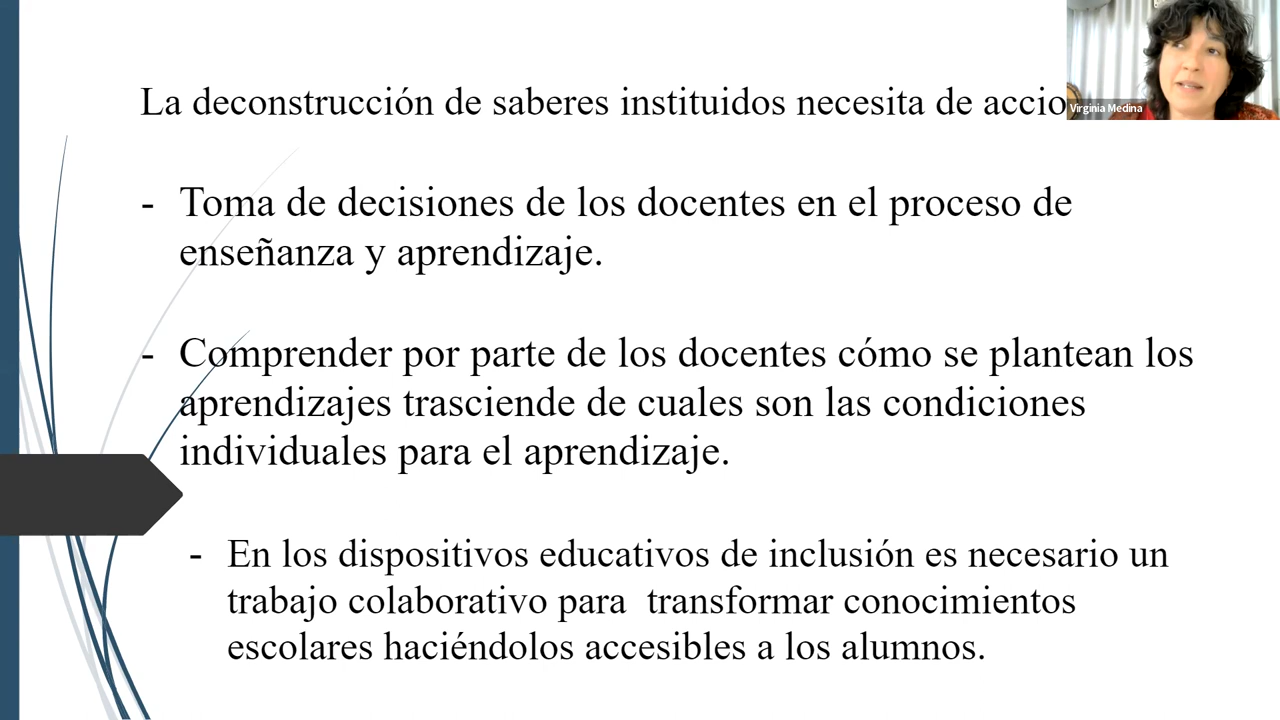 La deconstrucción de saberes instituidos necesita de
Virginia Medina
- Toma de decisiones de los docentes en el proceso de
enseñanza y aprendizaje.
- Comprender por parte de los docentes cómo se plantean los
aprendizajes trasciende de cuales son las condiciones
individuales para el aprendizaje.
- En los dispositivos educativos de inclusión es necesario un
trabajo colaborativo para  transformar conocimientos
escolares haciéndolos accesibles a los alumnos.